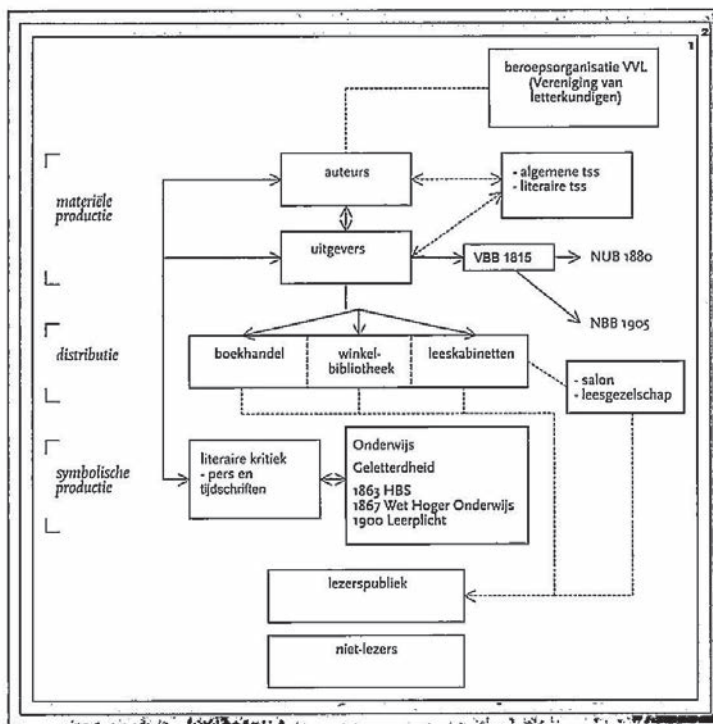 2
1
beroepsorganisatie VVL
(Vereniging van
letterkundigen)
materiële
productie
auteurs
- algemene tss
- literaire tss
uitgevers
VBB 1815
NUB 1880
NBB 1905
distributie
boekhandel
winkel-
bibliotheek
leeskabinetten
- salon
- leesgezelschap
symbolische
productie
literaire kritiek
- pers en
tijdschriften
Onderwijs
Geletterdheid
1863 HBS
1867 Wet Hoger Onderwijs
1900 Leerplicht
lezerspubliek
niet-lezers